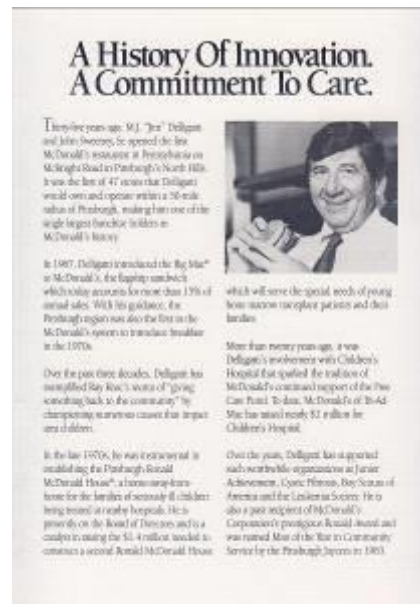 A History Of Innovation.
A Commitment To Care.
Thirty-five years ago, M.J. "Jim" Delligatti
and John Sweeney, Sr. opened the first
McDonald's restaurant in Pennsylvania on
McKnight Road in Pittsburgh's North Hills.
It was the first of 47 stores that Delligatti
would own and operate within a 50-mile
radius of Pittsburgh, making him one of the
single largest franchise holders in
McDonald's history.
In 1967, Delligatti introduced the Big Mac®
to McDonald's, the flagship sandwich
which today accounts for more than 15% of
annual sales. With his guidance, the
Pittsburgh region was also the first in the
McDonald's system to introduce breakfast
in the 1970s.
Over the past three decades, Delligatti has
exemplified Ray Kroc's motto of "giving
something back to the community" by
championing numerous causes that impact
area children.
In the late 1970s, he was instrumental in
establishing the Pittsburgh Ronald
McDonald House®, a home-away-from-
home for the families of seriously ill children
being treated at nearby hospitals. He is
presently on the Board of Directors and is a
catalyst in raising the $1.4 million needed to
construct a second Ronald McDonald House
which will serve the special needs of young
bone marrow transplant patients and their
families.
More than twenty years ago, it was
Delligatti's involvement with Children's
Hospital that sparked the tradition of
McDonald's continued support of the Free
Care Fund. To date, McDonald's of
has raised nearly $2 million for
Children's Hospital.
Over the years, Delligatti has supported
such worthwhile organizations as Junior
Achievement, Cystic Fibrosis, Boy Scouts of
America and the Leukemia Society. He is
also a past recipient of McDonald's
Corporation's prestigious Ronald Award and
was named Man of the Year in Community
Service by the Pittsburgh Jaycees in